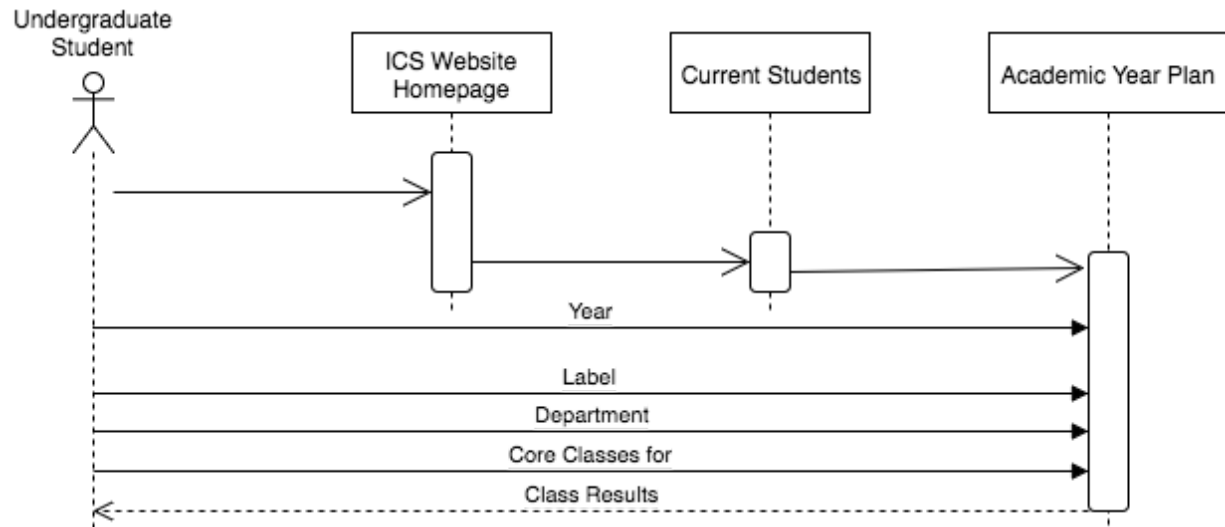 Undergraduate
Student
ICS Website
Homepage
Current Students
Academic Year Plan
Year
Label
Department
Core Classes for
Class Results